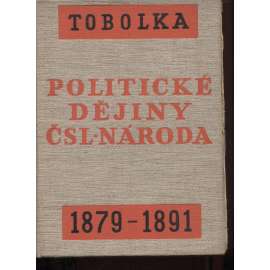 TOBOLKA
POLITICKÉ
DĚJINY
ČSL·NÁRODA
1879-1891